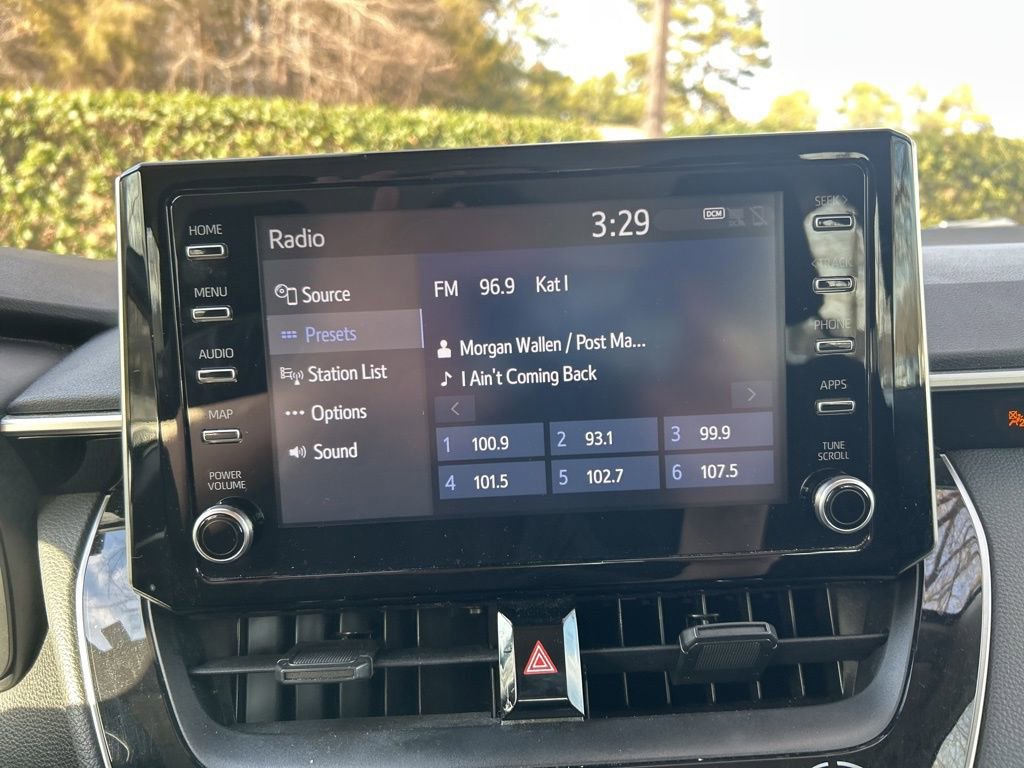 HOME
MENU
AUDIO
MAP
POWER
VOLUME
Radio
3:29
DCM
Source
Presets
Station List
Options
Sound
FM 96.9 Kat I
Morgan Wallen / Post Ma...
I Ain't Coming Back
1 100.9 2 93.1 3 99.9
4 101.5 5 102.7 6 107.5
SEEK >
< TRACK
PHONE
APPS
TUNE
SCROLL